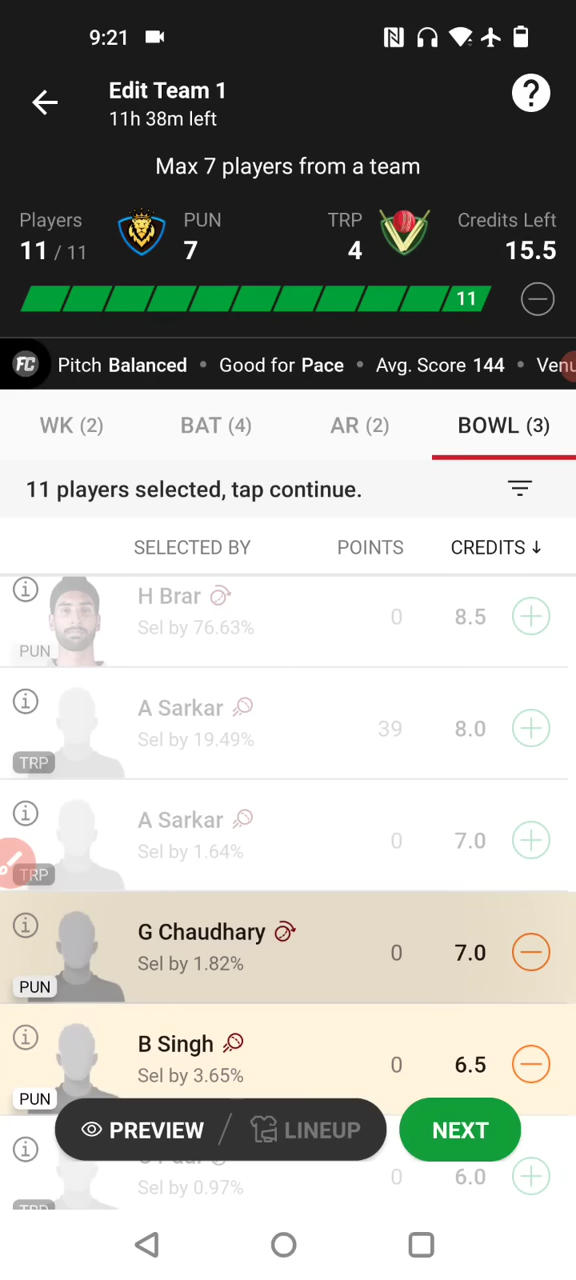 9:21
Edit Team 1
11h 38m left
Max 7 players from a team
Players PUN TRP Credits Left
11 / 11 7 4 15.5
11
FC Pitch Balanced • Good for Pace • Avg. Score 144 •
WK (2) BAT (4) AR (2) BOWL (3)
11 players selected, tap continue.
SELECTED BY POINTS CREDITS ↓
H Brar
Sel by 76.63% 0 8.5
PUN
A Sarkar
Sel by 19.49% 39 8.0
TRP
A Sarkar
Sel by 1.64% 0 7.0
TRP
G Chaudhary
Sel by 1.82% 0 7.0
PUN
B Singh
Sel by 3.65% 0 6.5
PUN
PREVIEW / LINEUP NEXT
Sel by 0.97% 0 6.0